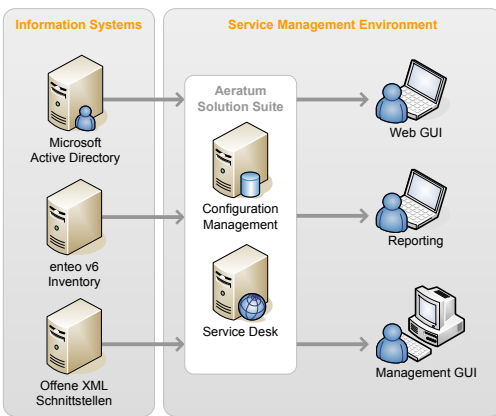 Information Systems
Service Management Environment
Aeratum
Solution Suite
Microsoft
Active Directory
Web GUI
Configuration
Management
enteo v6
Inventory
Reporting
Service Desk
Offene XML
Schnittstellen
Management GUI